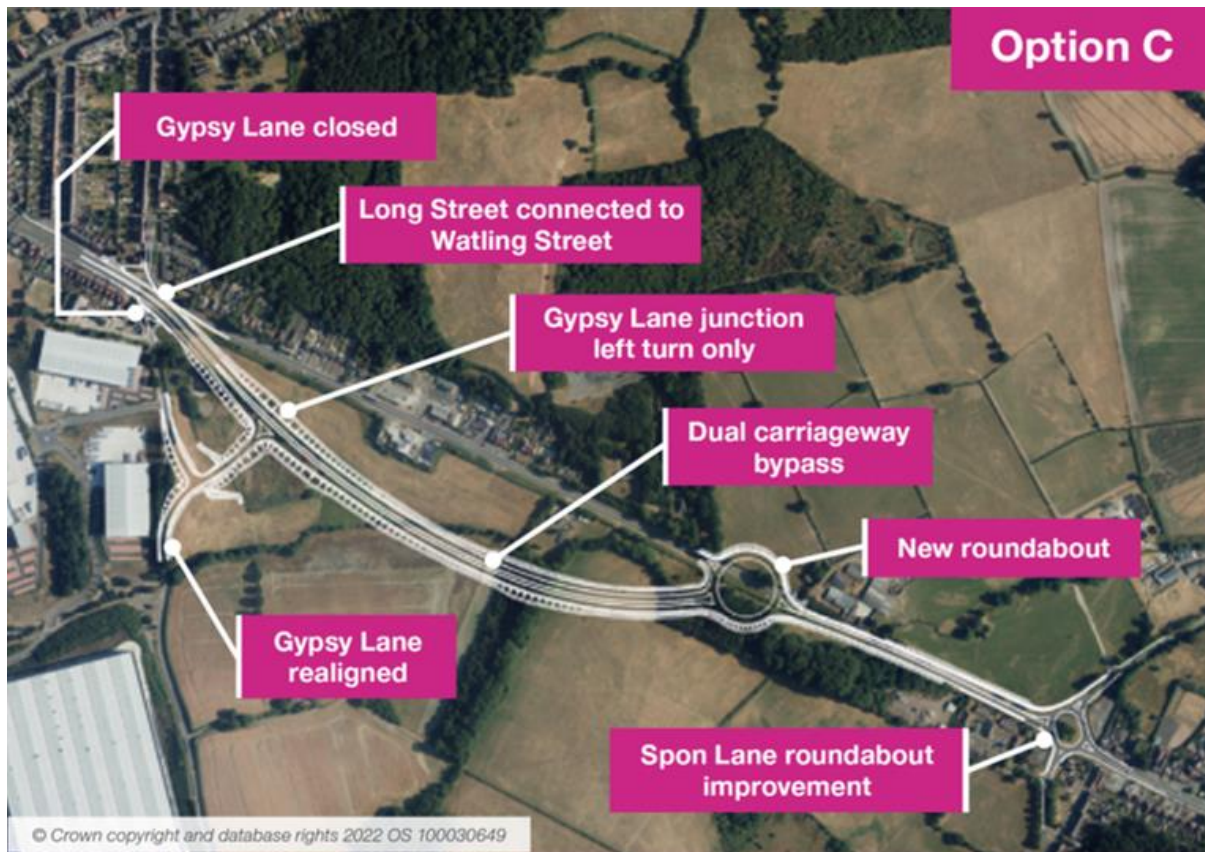 Option C
Gypsy Lane closed
Long Street connected to
Watling Street
Gypsy Lane junction
left turn only
Dual carriageway
bypass
New roundabout
Gypsy Lane
realigned
Spon Lane roundabout
improvement
© Crown copyright and database rights 2022 OS 100030649